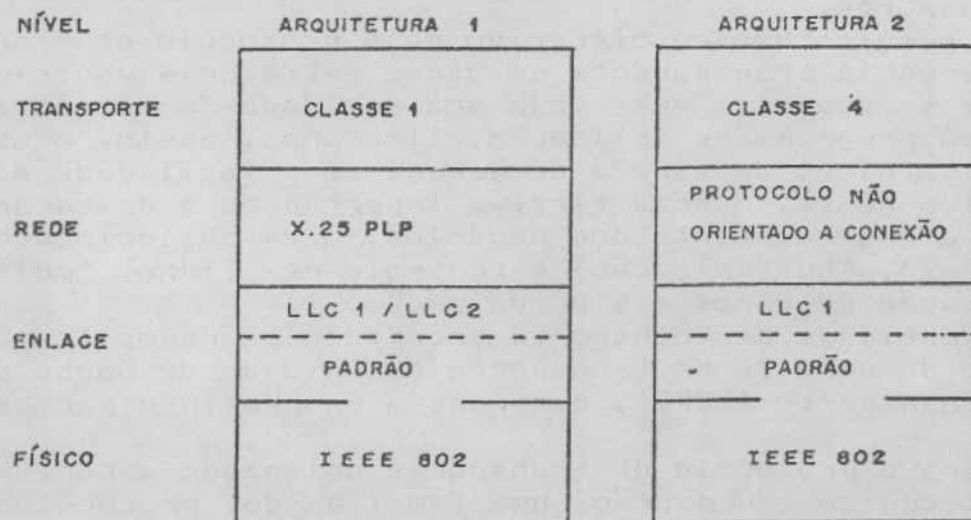 NÍVEL ARQUITETURA 1 ARQUITETURA 2
TRANSPORTE CLASSE 1 CLASSE 4
PROTOCOLO NÃO
REDE X.25 PLP ORIENTADO À CONEXÃO
LLC 1 / LLC 2 LLC 1
ENLACE
PADRÃO PADRÃO
FÍSICO IEEE 802 IEEE 802